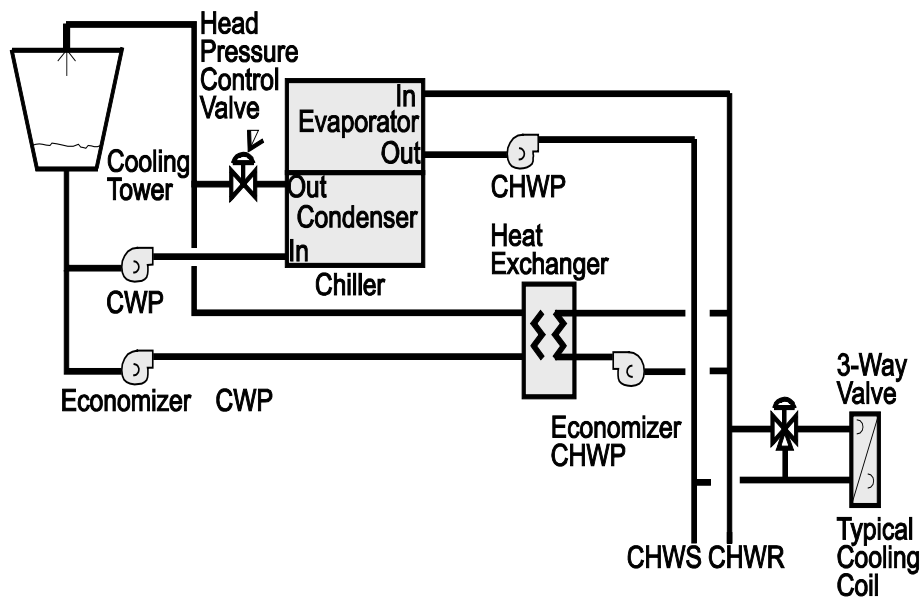 Head
Pressure
Control
Valve
In
Evaporator
Out
Cooling
Tower
CHWP
Out
Condenser
In
Chiller
Heat
Exchanger
CWP
Economizer CWP
Economizer
CHWP
3-Way
Valve
CHWS CHWR
Typical
Cooling
Coil